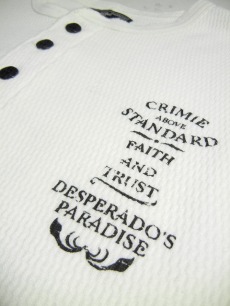 CRIMIE
ABOVE
STANDARD
FAITH
AND
TRUST
DESPERADO'S
PARADISE